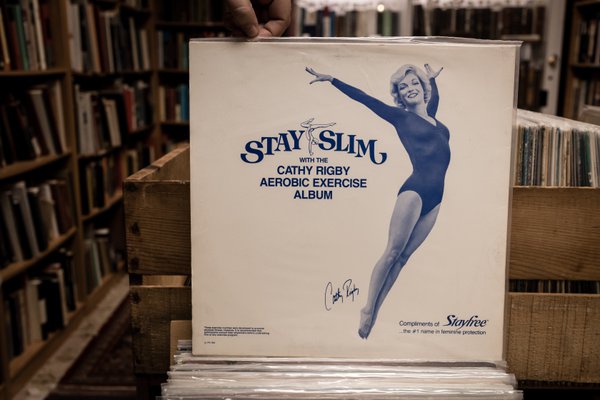 STAY SLIM
WITH THE
CATHY RIGBY
AEROBIC EXERCISE
ALBUM
Cathy Rigby
Compliments of Stayfree
...the #1 name in feminine protection